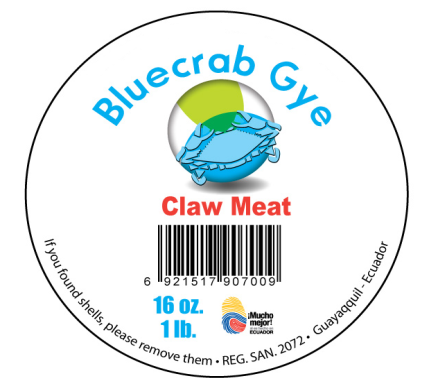 Bluecrab Gye
Claw Meat
6 921517 907009
16 oz.
1 lb.
¡Mucho
mejor!
ECUADOR
If you found shells, please remove them • REG. SAN. 2072 • Guayaqquil - Ecuador